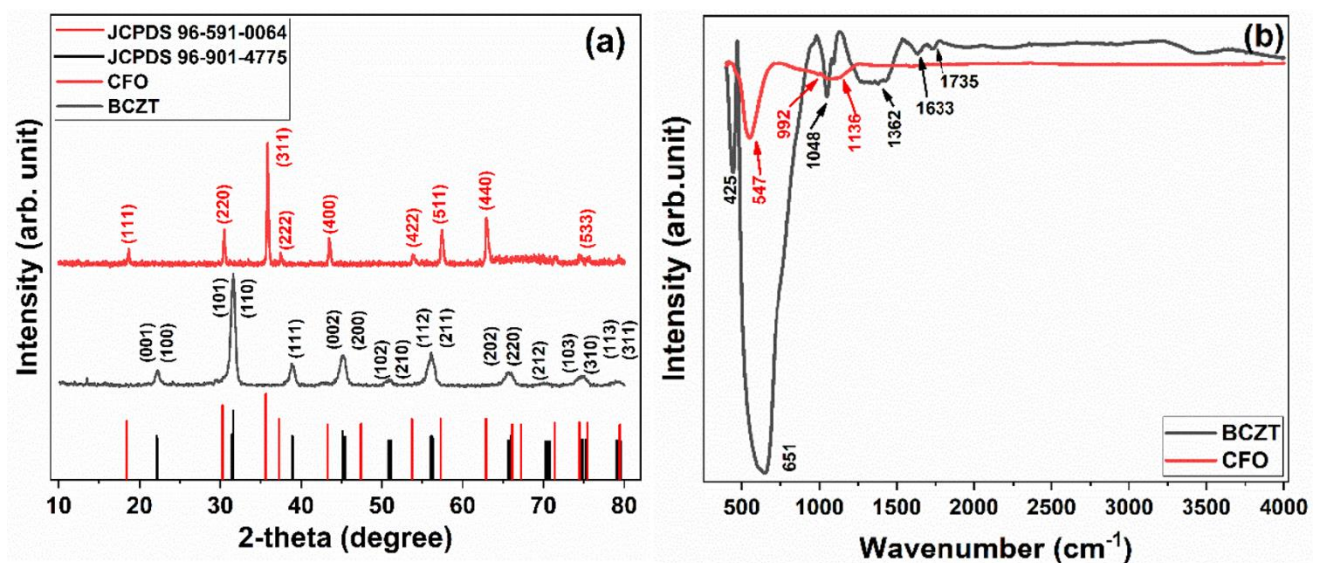 JCPDS 96-591-0064
JCPDS 96-901-4775
CFO
BCZT
(a)
Intensity (arb. unit)
(111)
(220)
(311)
(222)
(400)
(422)
(511)
(440)
(533)
(001)
(100)
(101)
(110)
(111)
(002)
(200)
(102)
(210)
(112)
(211)
(202)
(220)
(212)
(103)
(310)
(113)
(311)
10 20 30 40 50 60 70 80
2-theta (degree)
(b)
Intensity (arb.unit)
425
547
651
992
1048
1136
1362
1633
1735
BCZT
CFO
500 1000 1500 2000 2500 3000 3500 4000
Wavenumber (cm-1)